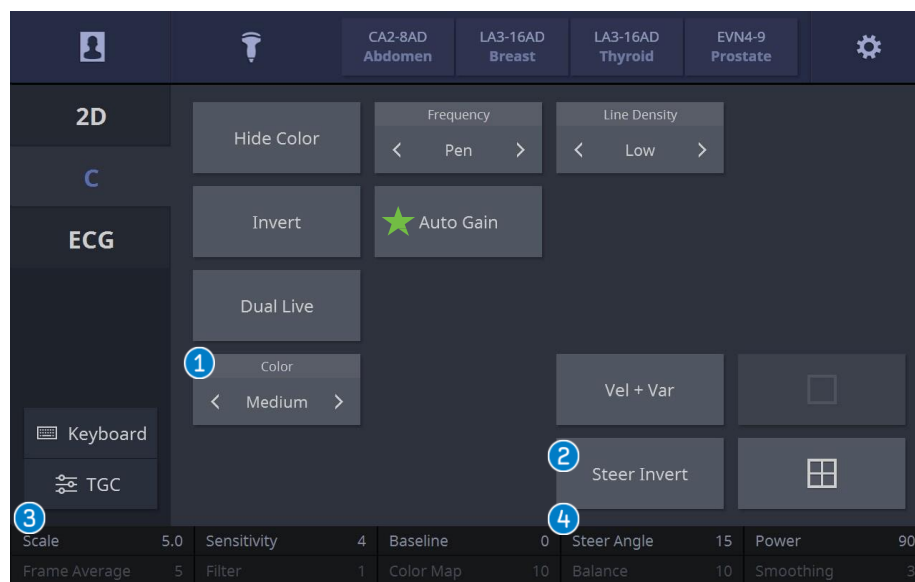 CA2-8AD
Abdomen
LA3-16AD
Breast
LA3-16AD
Thyroid
EVN4-9
Prostate
2D
C
ECG
Hide Color
Frequency
Pen
Line Density
Low
Invert
Auto Gain
Dual Live
1
Color
Medium
Vel + Var
Keyboard
TGC
2
Steer Invert
3
4
Scale 5.0 Sensitivity 4 Baseline 0 Steer Angle 15 Power 90
Frame Average 5 Filter 1 Color Map 10 Balance 10 Smoothing 3